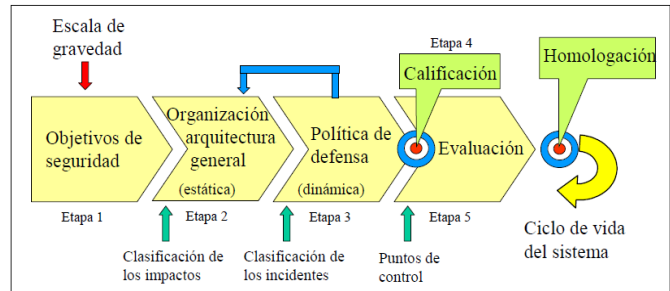 Escala de
gravedad
Etapa 4
Calificación
Homologación
Objetivos de
seguridad
Organización
arquitectura
general
(estática)
Política de
defensa
(dinámica)
Evaluación
Etapa 1
Etapa 2
Etapa 3
Etapa 5
Clasificación de
los impactos
Clasificación de
los incidentes
Puntos de
control
Ciclo de vida
del sistema